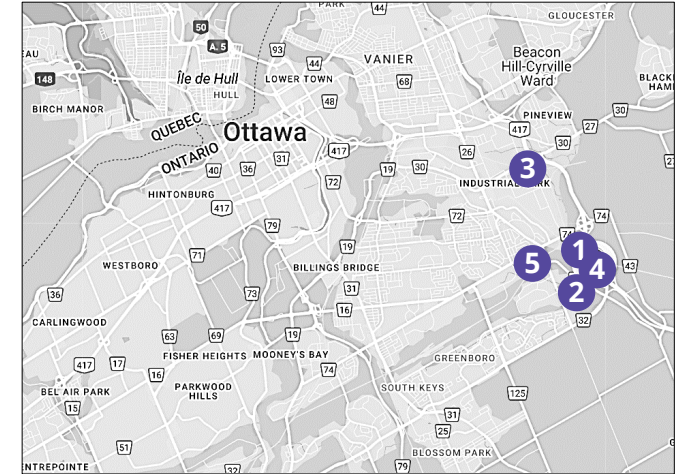 PARK
44
GLOUCESTER
50
A. 5
93
44
VANIER
Beacon
Hill-Cyrville
Ward
EAU
148
Île de Hull
LOWER TOWN
68
HULL
BIRCH MANOR
48
30
PINEVIEW
QUEBEC
Ottawa
417
27
30
ONTARIO
417
26
40
36
31
19
30
3
72
INDUSTRIAL PARK
HINTONBURG
417
72
74
79
74
19
1
71
5
4
43
WESTBORO
BILLINGS BRIDGE
36
73
31
2
16
32
CARLINGWOOD
63
69
19
FISHER HEIGHTS
MOONEY'S BAY
GREENBORO
417
17
16
74
BEL AIR PARK
PARKWOOD
HILLS
SOUTH KEYS
125
15
31
25
51
BLOSSOM PARK
NTREPOINTE
32
79